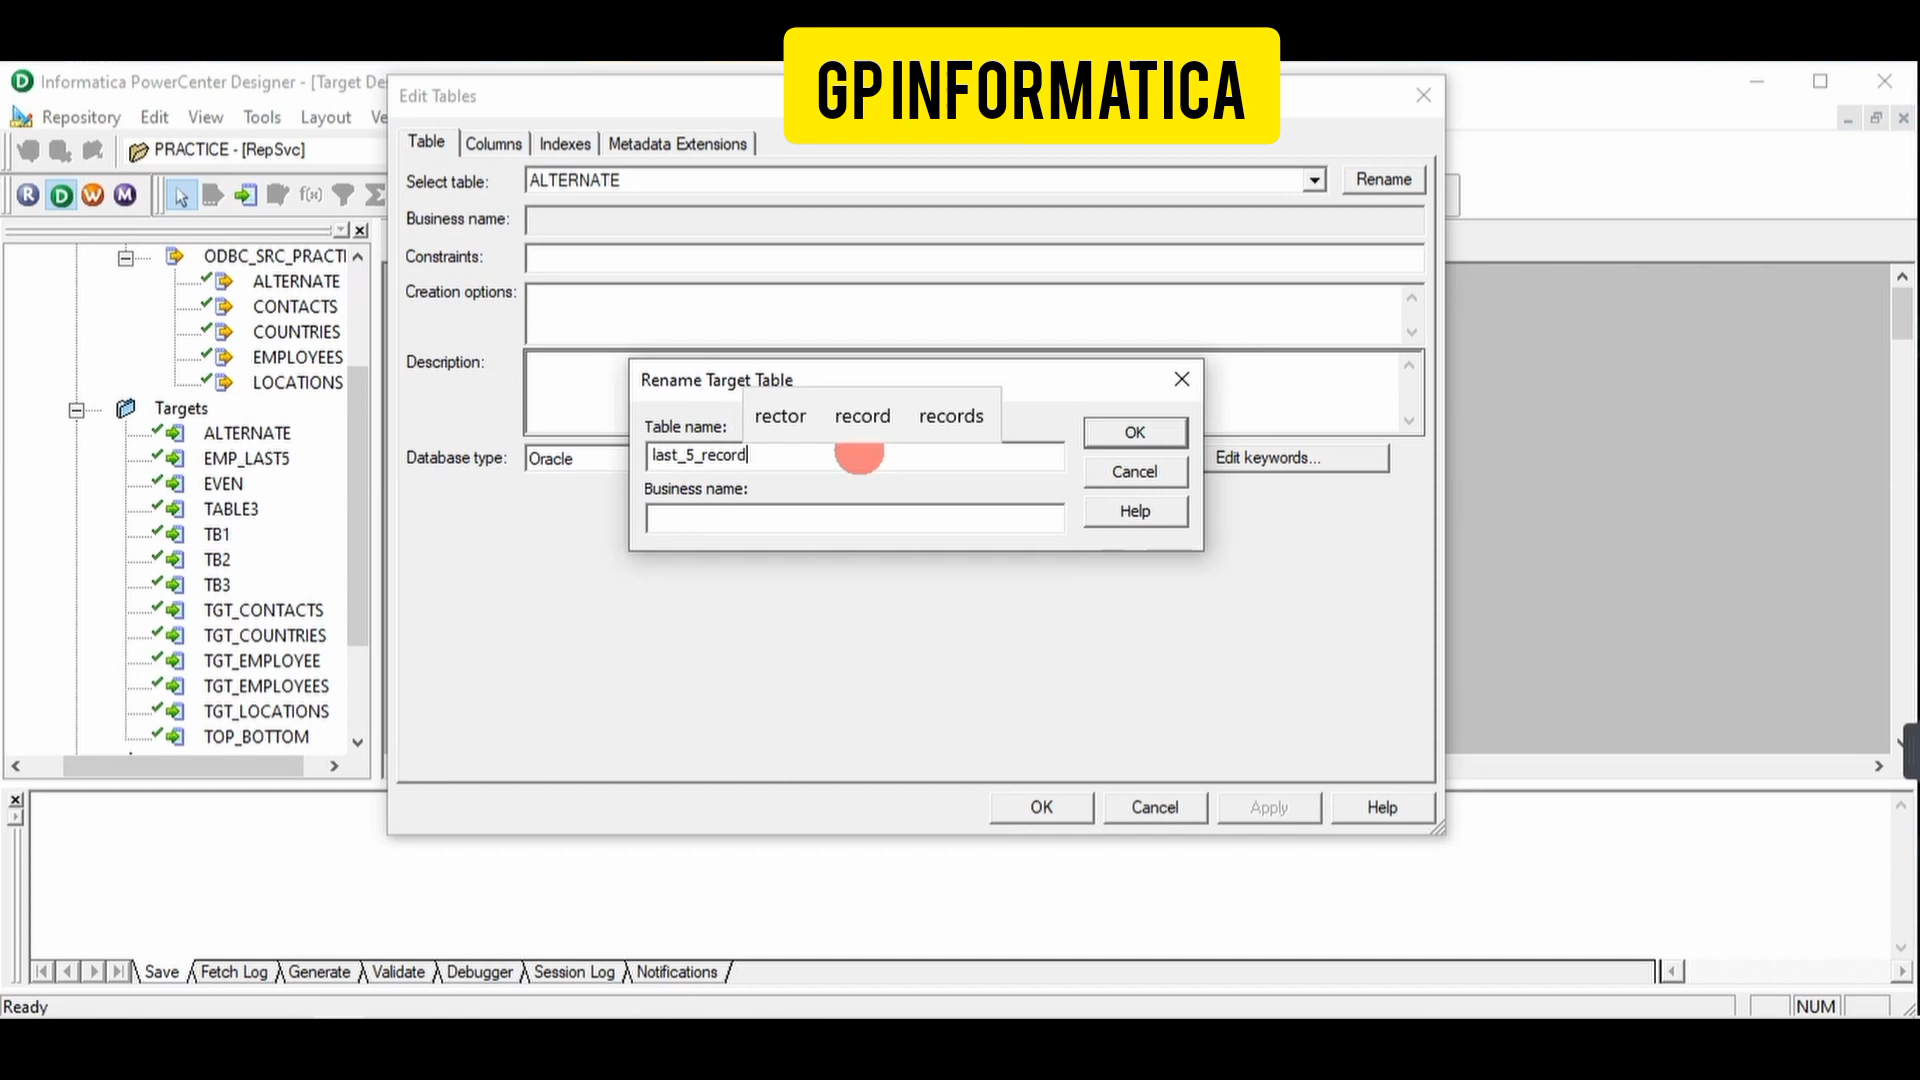 GP INFORMATICA
Informatica PowerCenter Designer - [Target De
Repository Edit View Tools Layout Ve
PRACTICE - [RepSvc]
R D W M f(x) Σ
ODBC_SRC_PRACTI
ALTERNATE
CONTACTS
COUNTRIES
EMPLOYEES
LOCATIONS
Targets
ALTERNATE
EMP_LAST5
EVEN
TABLE3
TB1
TB2
TB3
TGT_CONTACTS
TGT_COUNTRIES
TGT_EMPLOYEE
TGT_EMPLOYEES
TGT_LOCATIONS
TOP_BOTTOM
Edit Tables
Table Columns Indexes Metadata Extensions
Select table: ALTERNATE Rename
Business name:
Constraints:
Creation options:
Description:
Database type: Oracle Edit keywords...
Rename Target Table
rector record records
Table name:
last_5_record
Business name:
OK
Cancel
Help
OK Cancel Apply Help
Save Fetch Log Generate Validate Debugger Session Log Notifications
Ready NUM